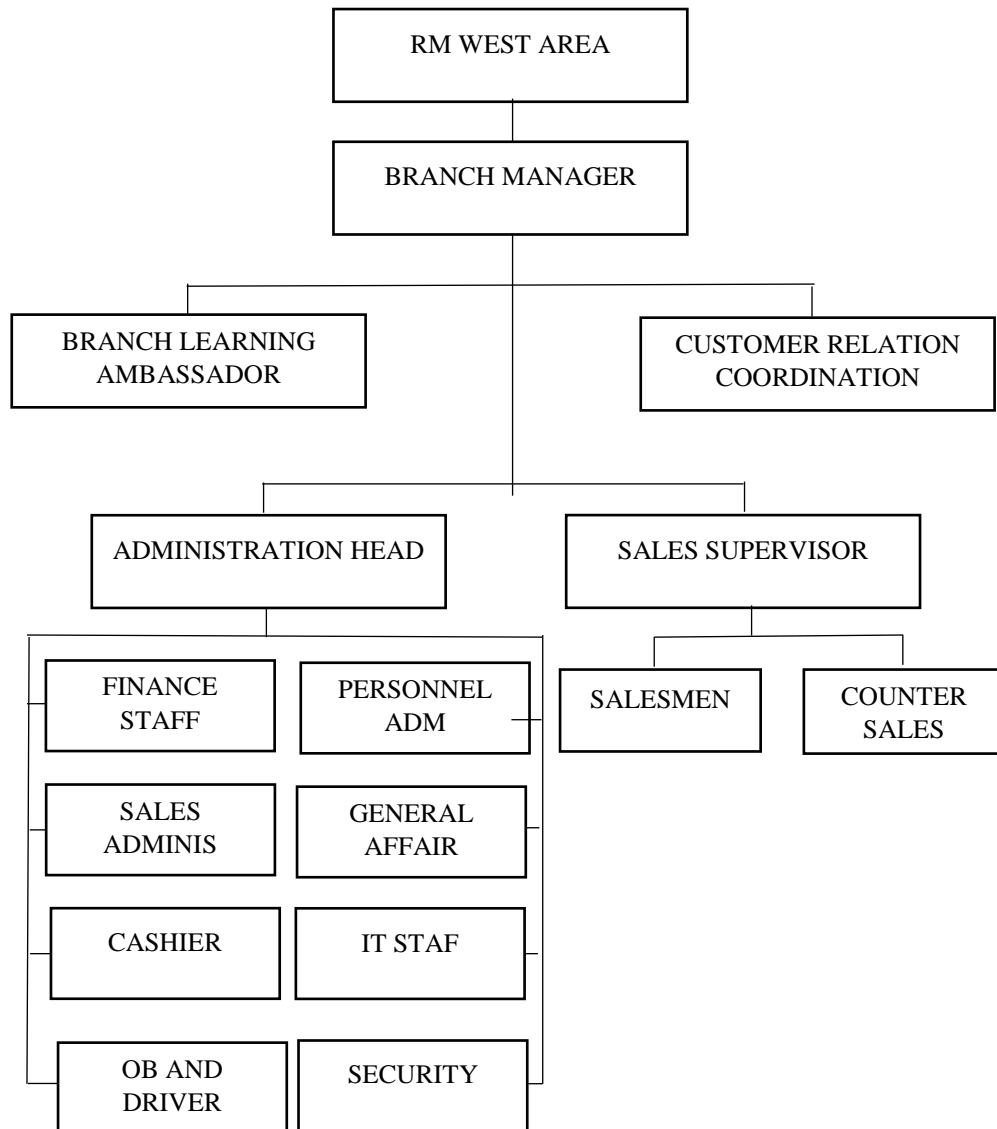 RM WEST AREA
BRANCH MANAGER
BRANCH LEARNING
AMBASSADOR
CUSTOMER RELATION
COORDINATION
ADMINISTRATION HEAD
SALES SUPERVISOR
FINANCE
STAFF
PERSONNEL
ADM
SALESMEN
COUNTER
SALES
SALES
ADMINIS
GENERAL
AFFAIR
CASHIER
IT STAF
OB AND
DRIVER
SECURITY